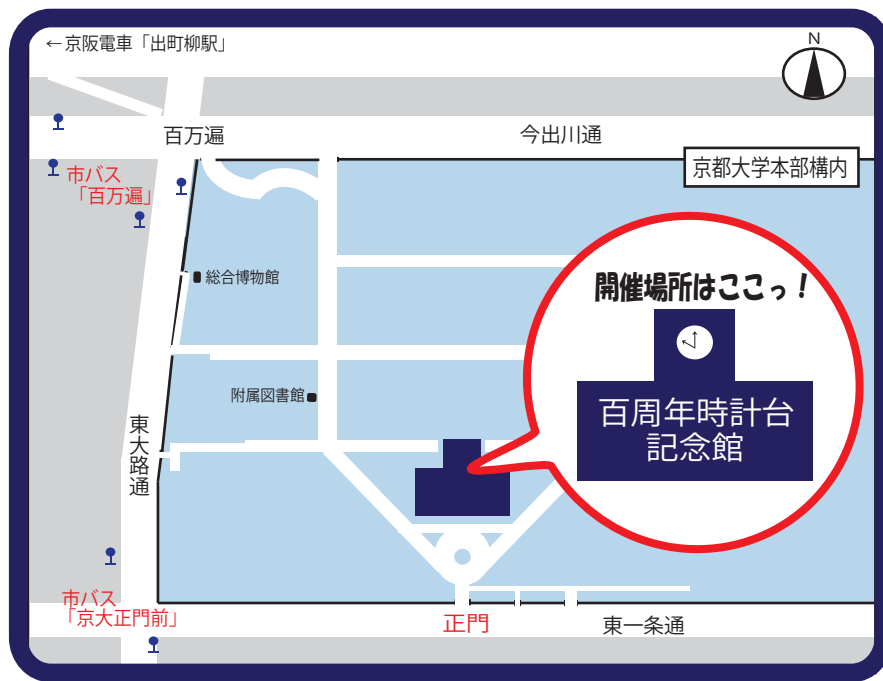 ←京阪電車「出町柳駅」
N
百万遍
今出川通
京都大学本部構内
市バス
「百万遍」
総合博物館
開催場所はここっ！
百周年時計台
記念館
附属図書館
東大路通
市バス
「京大正門前」
正門
東一条通